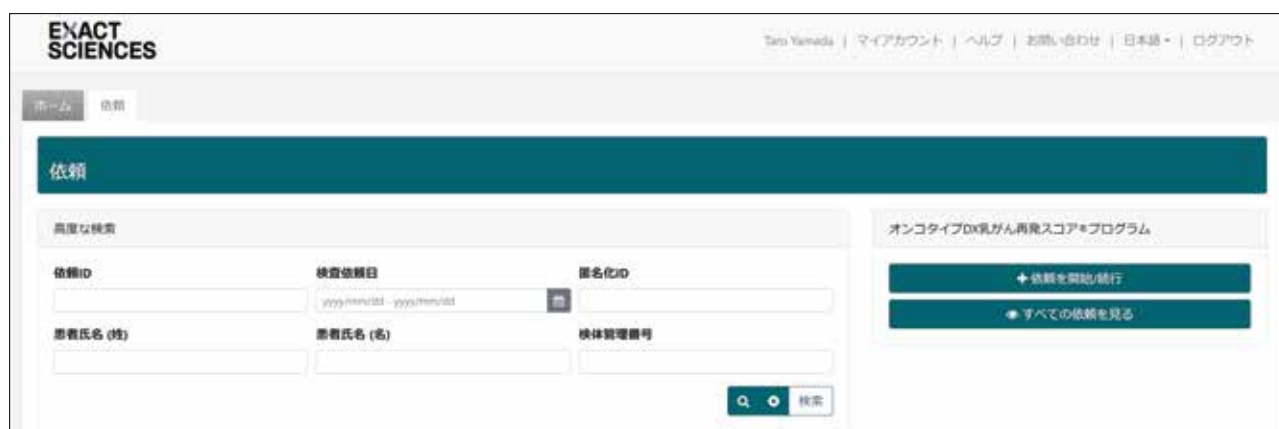 EXACT
SCIENCES
Taro Yamada | マイアカウント | ヘルプ | お問い合わせ | 日本語 | ログアウト
ホーム 依頼
依頼
高度な検索
オンコタイプDX乳がん再発スコア®プログラム
依頼ID 検査依頼日 匿名化ID
yyyy/mm/dd - yyyy/mm/dd
依頼を開始/続行
すべての依頼を見る
患者氏名 (姓) 患者氏名 (名) 検体管理番号
検索